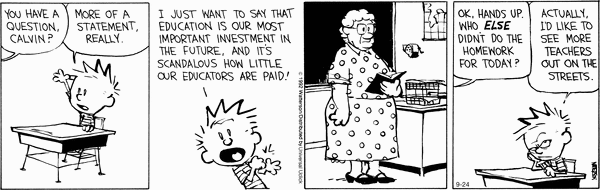 YOU HAVE A
QUESTION,
CALVIN?
MORE OF A
STATEMENT,
REALLY.
I JUST WANT TO SAY THAT
EDUCATION IS OUR MOST
IMPORTANT INVESTMENT IN
THE FUTURE, AND IT'S
SCANDALOUS HOW LITTLE
OUR EDUCATORS ARE PAID!
© 1992 Watterson/Distributed by Universal Uclick
OK, HANDS UP.
WHO ELSE
DIDN'T DO THE
HOMEWORK
FOR TODAY?
ACTUALLY,
I'D LIKE TO
SEE MORE
TEACHERS
OUT ON THE
STREETS.
9-24